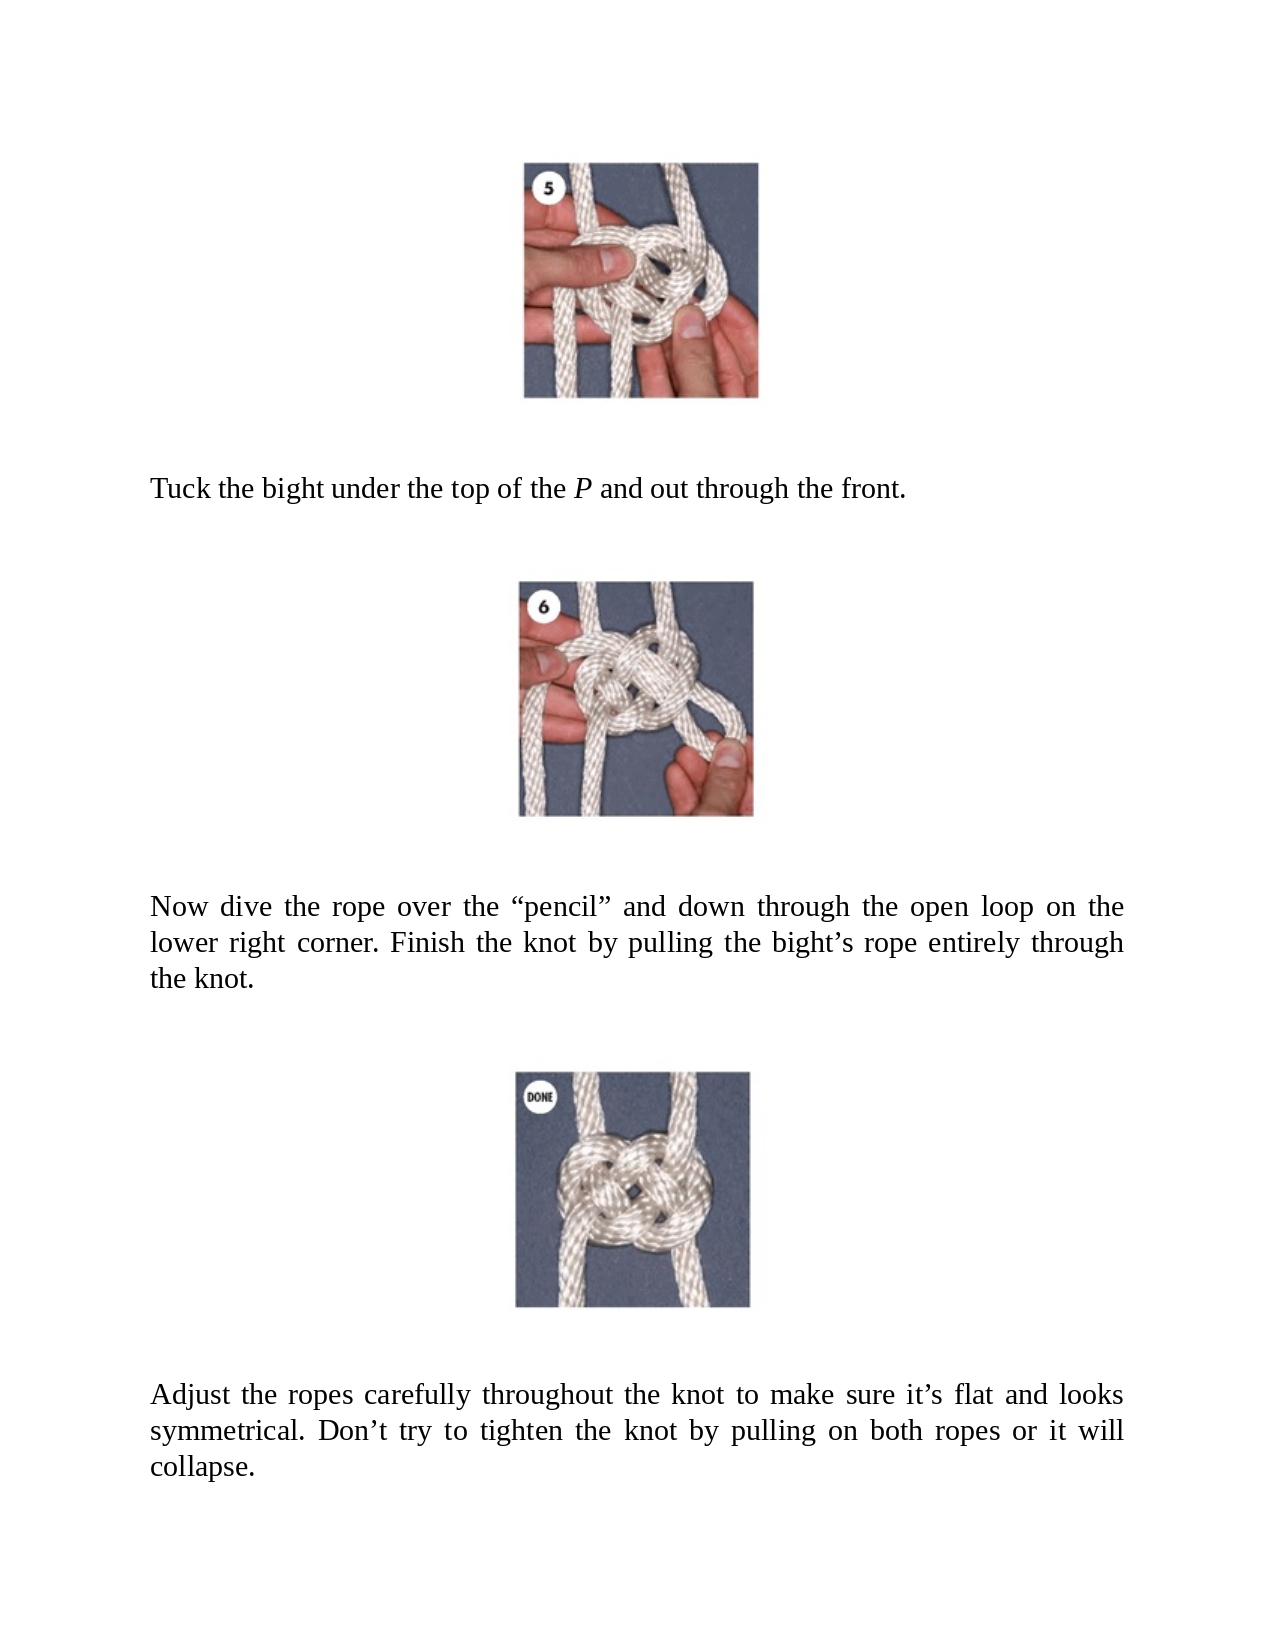 5
Tuck the bight under the top of the P and out through the front.
6
Now dive the rope over the “pencil” and down through the open loop on the
lower right corner. Finish the knot by pulling the bight’s rope entirely through
the knot.
DONE
Adjust the ropes carefully throughout the knot to make sure it’s flat and looks
symmetrical. Don’t try to tighten the knot by pulling on both ropes or it will
collapse.